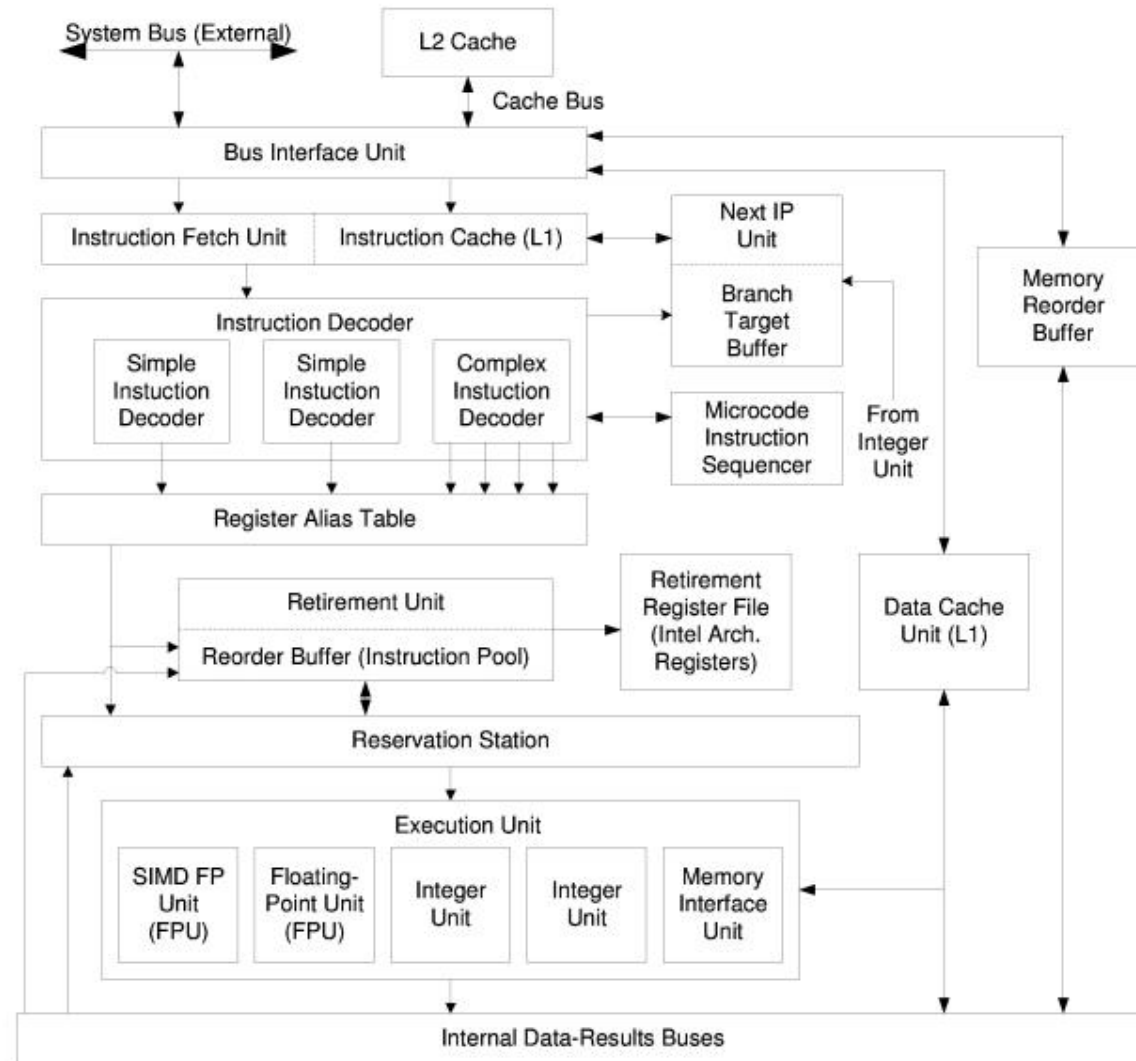 System Bus (External)
L2 Cache
Cache Bus
Bus Interface Unit
Instruction Fetch Unit
Instruction Cache (L1)
Next IP
Unit
Branch
Target
Buffer
Memory
Reorder
Buffer
Instruction Decoder
Simple
Instuction
Decoder
Simple
Instuction
Decoder
Complex
Instuction
Decoder
Microcode
Instruction
Sequencer
From
Integer
Unit
Register Alias Table
Retirement Unit
Reorder Buffer (Instruction Pool)
Retirement
Register File
(Intel Arch.
Registers)
Data Cache
Unit (L1)
Reservation Station
Execution Unit
SIMD FP
Unit
(FPU)
Floating-
Point Unit
(FPU)
Integer
Unit
Integer
Unit
Memory
Interface
Unit
Internal Data-Results Buses